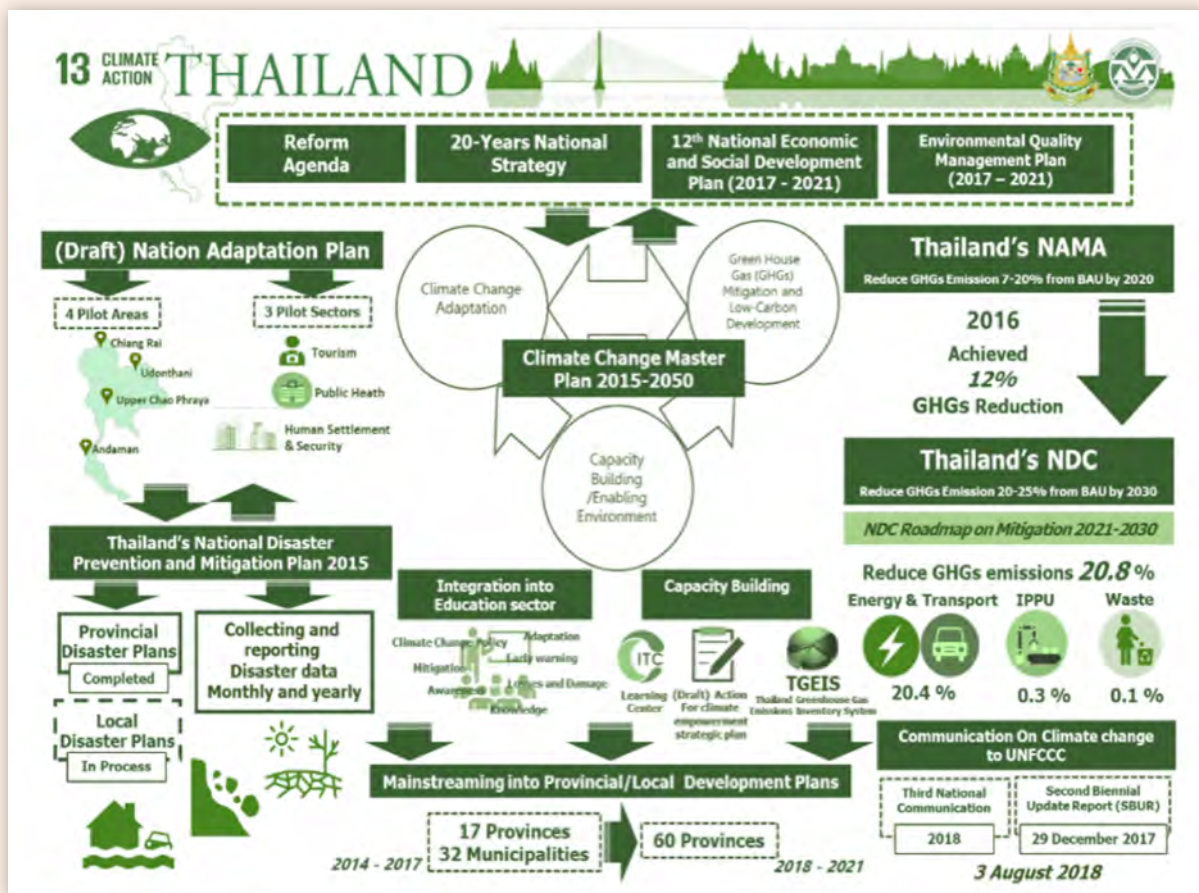 13 CLIMATE
ACTION
THAILAND
Reform
Agenda
20-Years National
Strategy
12th National Economic
and Social Development
Plan (2017 - 2021)
Environmental Quality
Management Plan
(2017 – 2021)
(Draft) Nation Adaptation Plan
4 Pilot Areas
Chiang Rai
Udonthani
Upper Chao Phraya
Andaman
3 Pilot Sectors
Tourism
Public Heath
Human Settlement
& Security
Climate Change
Adaptation
Green House
Gas (GHGs)
Mitigation and
Low-Carbon
Development
Climate Change Master
Plan 2015-2050
Capacity
Building
/Enabling
Environment
Thailand's NAMA
Reduce GHGs Emission 7-20% from BAU by 2020
2016
Achieved
12%
GHGs Reduction
Thailand's NDC
Reduce GHGs Emission 20-25% from BAU by 2030
NDC Roadmap on Mitigation 2021-2030
Reduce GHGs emissions 20.8 %
Energy & Transport
IPPU
Waste
20.4 %
0.3 %
0.1 %
Thailand's National Disaster
Prevention and Mitigation Plan 2015
Provincial
Disaster Plans
Completed
Local
Disaster Plans
In Process
Collecting and
reporting
Disaster data
Monthly and yearly
Integration into
Education sector
Climate Change Policy
Adaptation
Early warning
Mitigation
Losses and Damage
Awareness
Knowledge
Capacity Building
ITC
Learning
Center
(Draft) Action
For climate
empowerment
strategic plan
TGEIS
Thailand Greenhouse Gas
Emissions Inventory System
Mainstreaming into Provincial/Local Development Plans
2014 - 2017
17 Provinces
32 Municipalities
60 Provinces
2018 - 2021
Communication On Climate change
to UNFCCC
Third National
Communication
2018
Second Biennial
Update Report (SBUR)
29 December 2017
3 August 2018